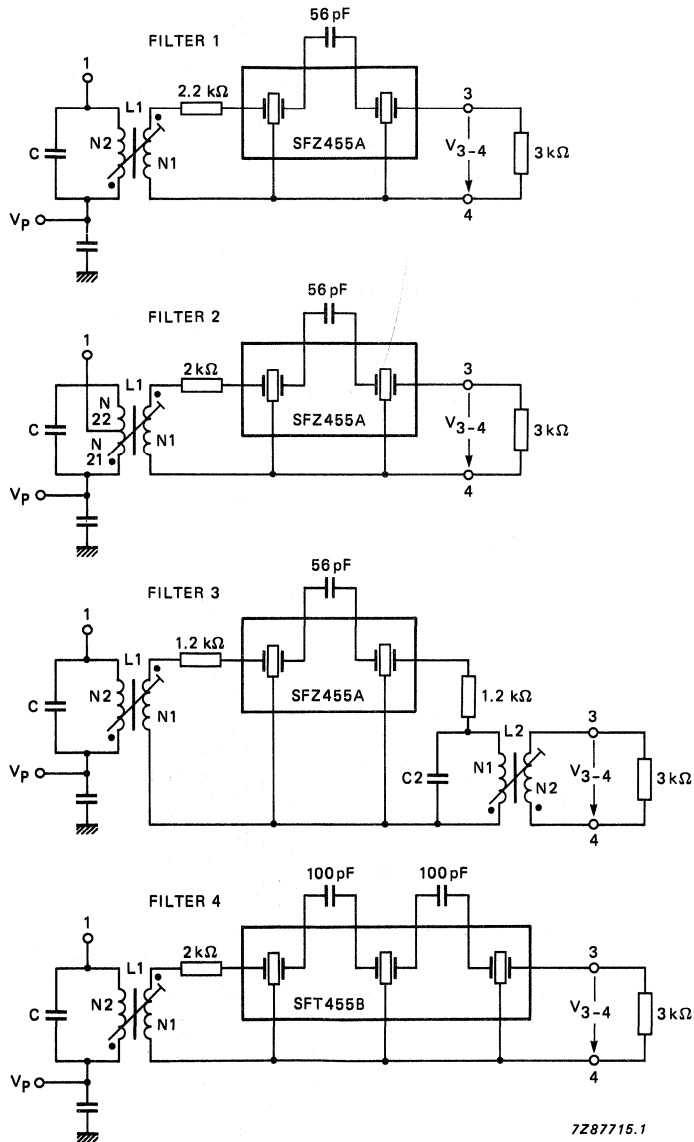 FILTER 1
56 pF
1
L1
2.2 kΩ
3
C
N2
N1
SFZ455A
V3-4
3 kΩ
4
Vp
FILTER 2
56 pF
1
L1
2 kΩ
3
C
N
22
N
21
N1
SFZ455A
V3-4
3 kΩ
4
Vp
FILTER 3
56 pF
1
L1
1.2 kΩ
C
N2
N1
SFZ455A
1.2 kΩ
L2
3
Vp
C2
N1
N2
V3-4
3 kΩ
4
FILTER 4
100 pF 100 pF
1
L1
2 kΩ
3
C
N2
N1
SFT455B
V3-4
3 kΩ
4
Vp
7Z87715.1